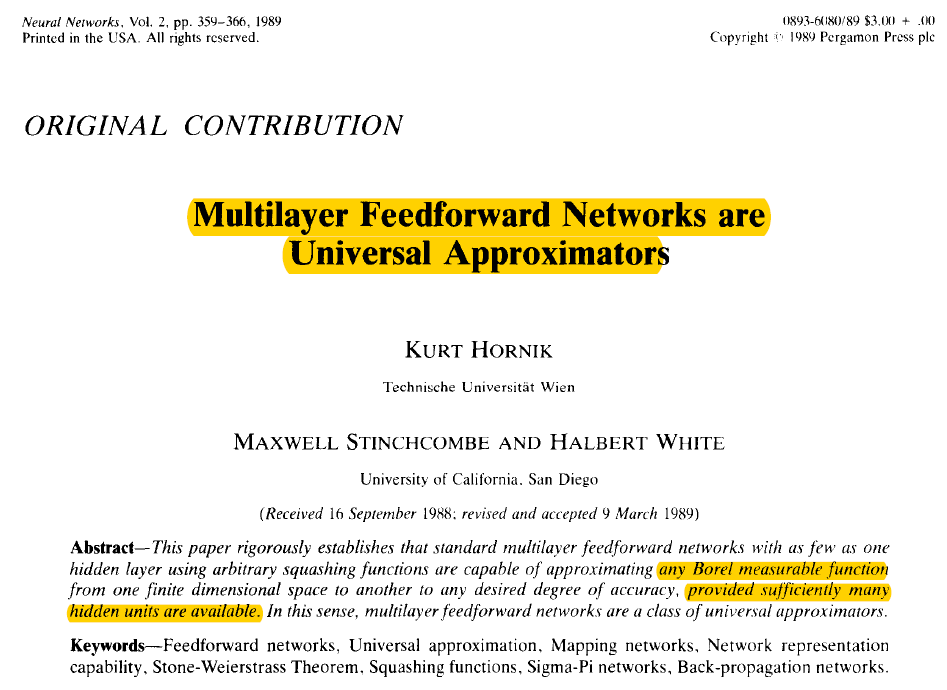 Neural Networks, Vol. 2, pp. 359–366, 1989
Printed in the USA. All rights reserved.
0893-6080/89 $3.00 + .00
Copyright © 1989 Pergamon Press plc
ORIGINAL CONTRIBUTION
Multilayer Feedforward Networks are
Universal Approximators
KURT HORNIK
Technische Universität Wien
MAXWELL STINCHCOMBE AND HALBERT WHITE
University of California, San Diego
(Received 16 September 1988; revised and accepted 9 March 1989)
Abstract—This paper rigorously establishes that standard multilayer feedforward networks with as few as one
hidden layer using arbitrary squashing functions are capable of approximating any Borel measurable function
from one finite dimensional space to another to any desired degree of accuracy, provided sufficiently many
hidden units are available. In this sense, multilayer feedforward networks are a class of universal approximators.
Keywords—Feedforward networks, Universal approximation, Mapping networks, Network representation
capability, Stone-Weierstrass Theorem, Squashing functions, Sigma-Pi networks, Back-propagation networks.